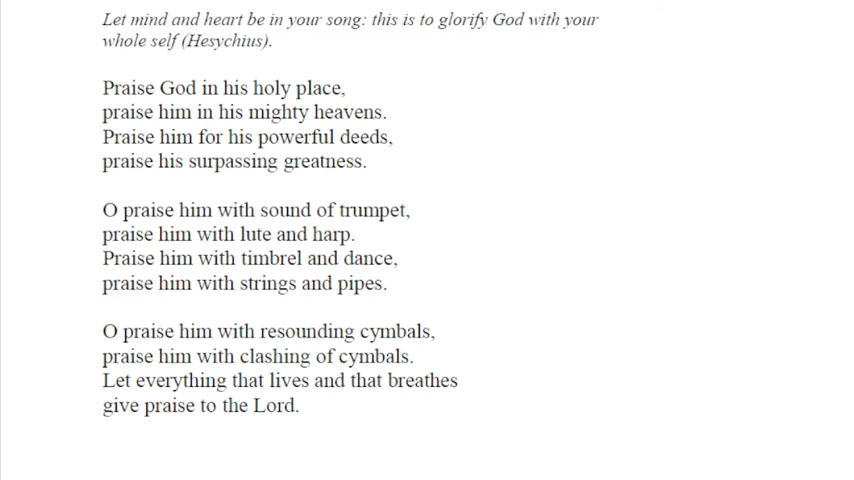 Let mind and heart be in your song: this is to glorify God with your
whole self (Hesychius).
Praise God in his holy place,
praise him in his mighty heavens.
Praise him for his powerful deeds,
praise his surpassing greatness.
O praise him with sound of trumpet,
praise him with lute and harp.
Praise him with timbrel and dance,
praise him with strings and pipes.
O praise him with resounding cymbals,
praise him with clashing of cymbals.
Let everything that lives and that breathes
give praise to the Lord.